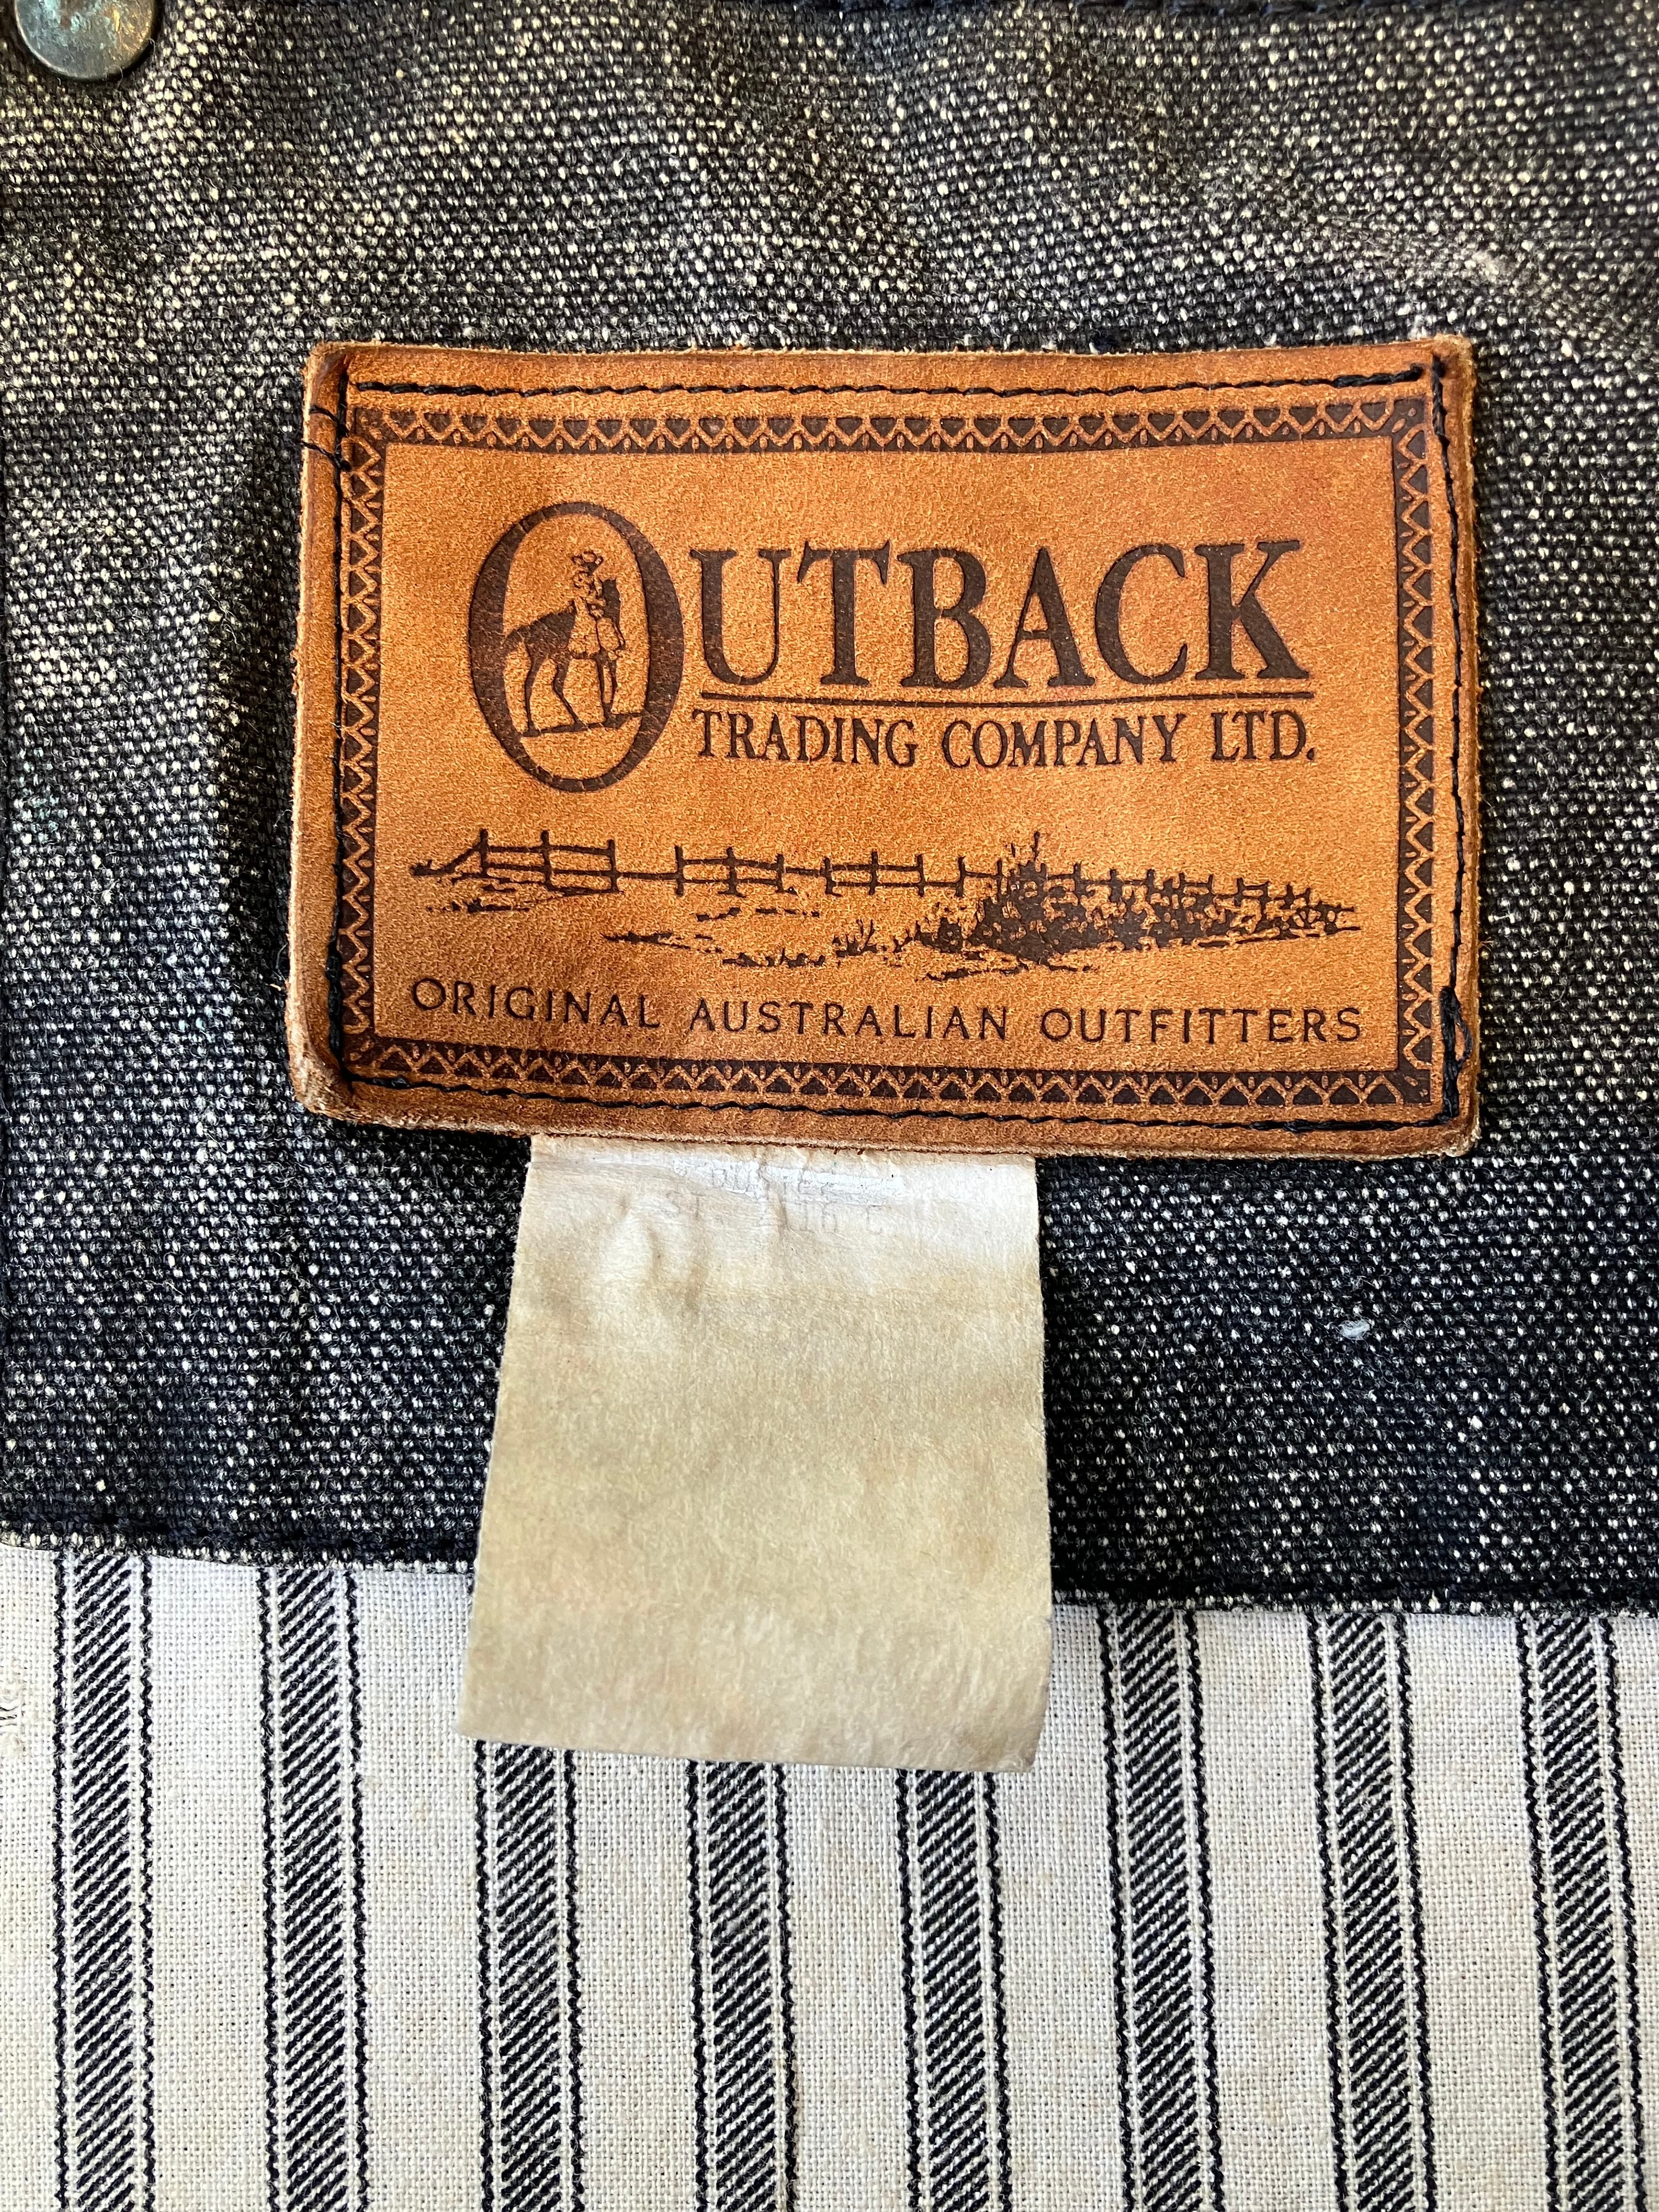 OUTBACK
TRADING COMPANY LTD.
ORIGINAL AUSTRALIAN OUTFITTERS